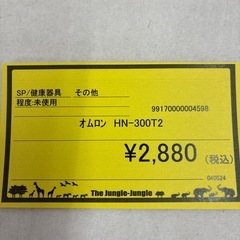 SP/健康器具 その他
程度:未使用
99170000004598
オムロン HN-300T2
¥2,880 (税込)
040524
The Jungle-Jungle